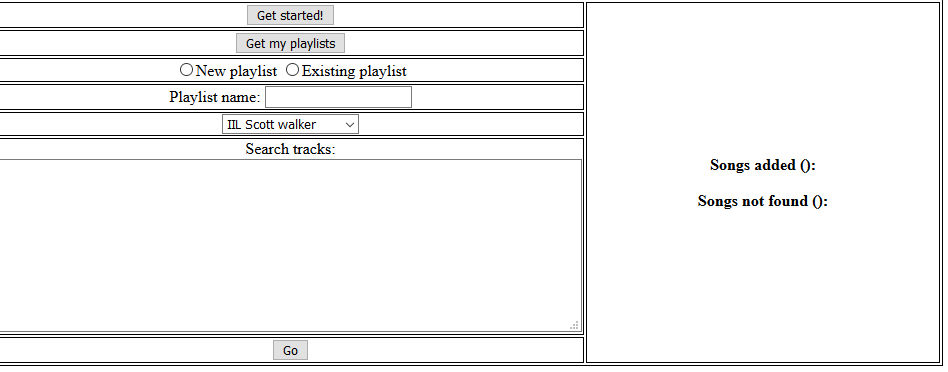 Get started!
Get my playlists
New playlist Existing playlist
Playlist name:
IIL Scott walker
Search tracks:
Go
Songs added ():
Songs not found ():